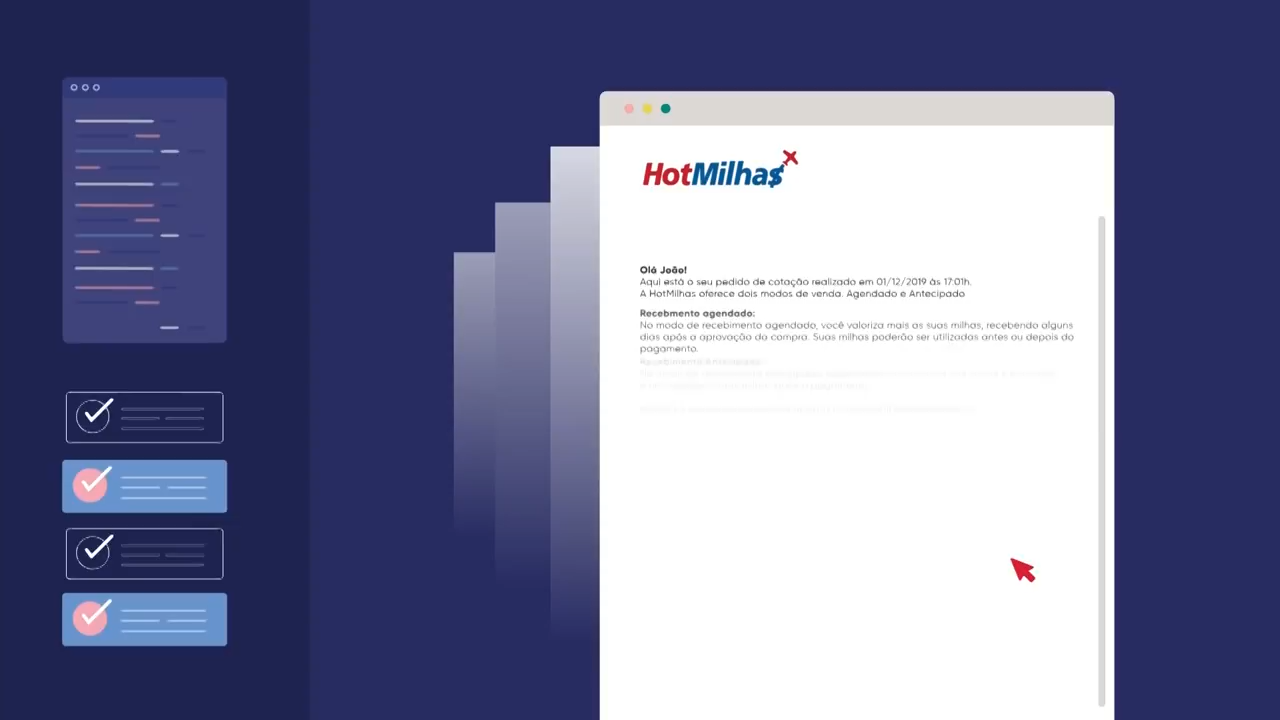 HotMilhas
Olá João!
Aqui está o seu pedido de cotação realizado em 01/12/2019 às 17:01h.
A HotMilhas oferece dois modos de venda. Agendado e Antecipado
Recebmento agendado:
No modo de recebimento agendado, você valoriza mais as suas milhas, recebendo alguns
dias após a aprovação da compra. Suas milhas poderão ser utilizadas antes ou depois do
pagamento.